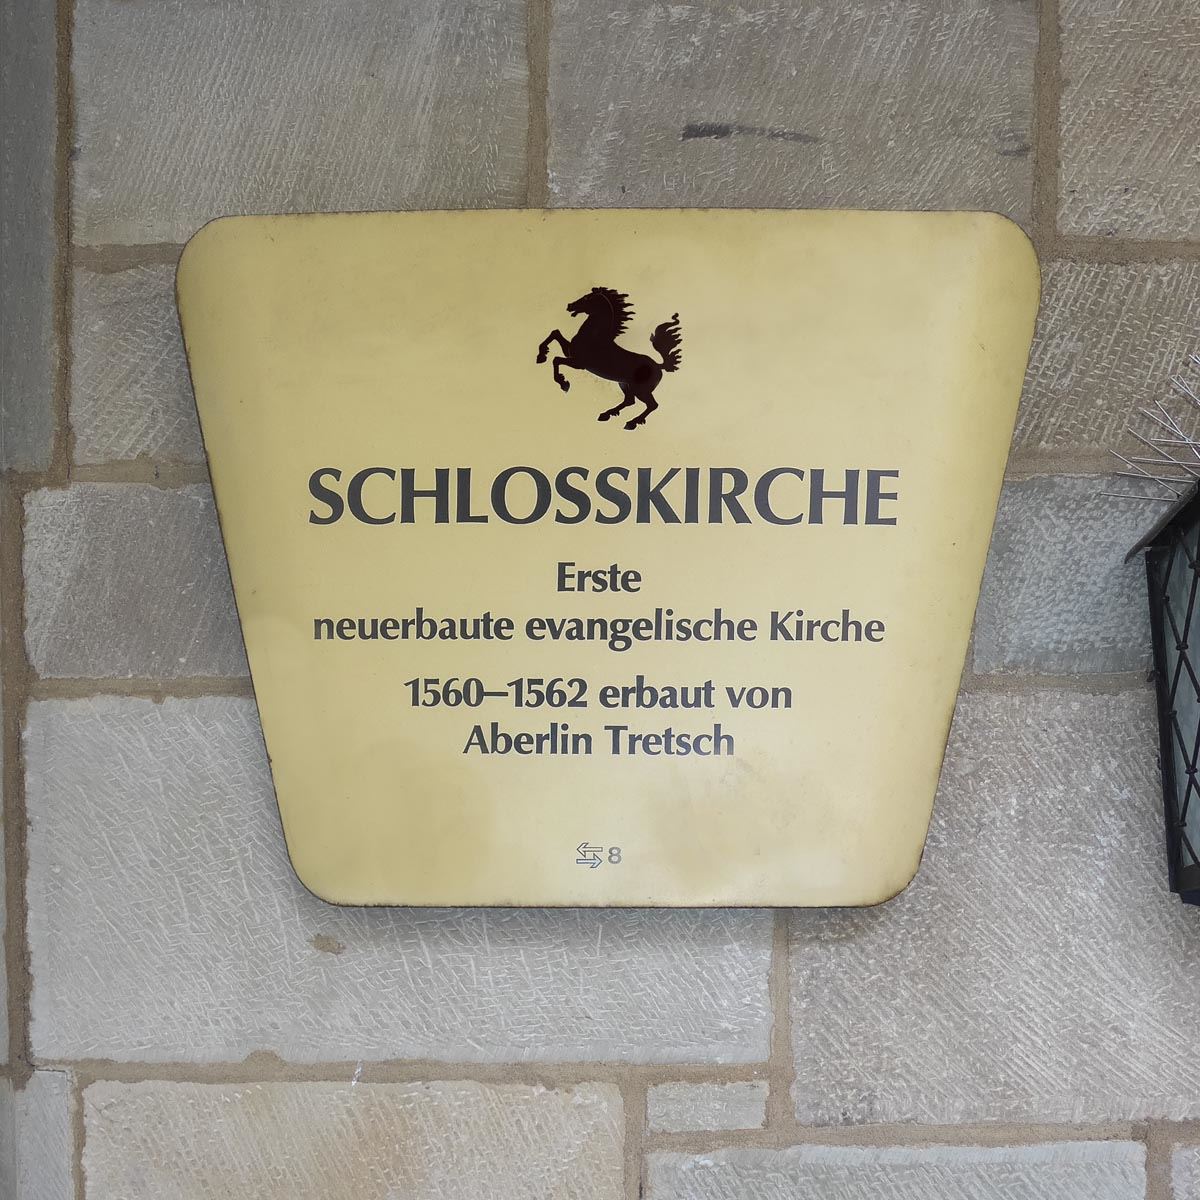 SCHLOSSKIRCHE
Erste
neuerbaute evangelische Kirche
1560–1562 erbaut von
Aberlin Tretsch
8